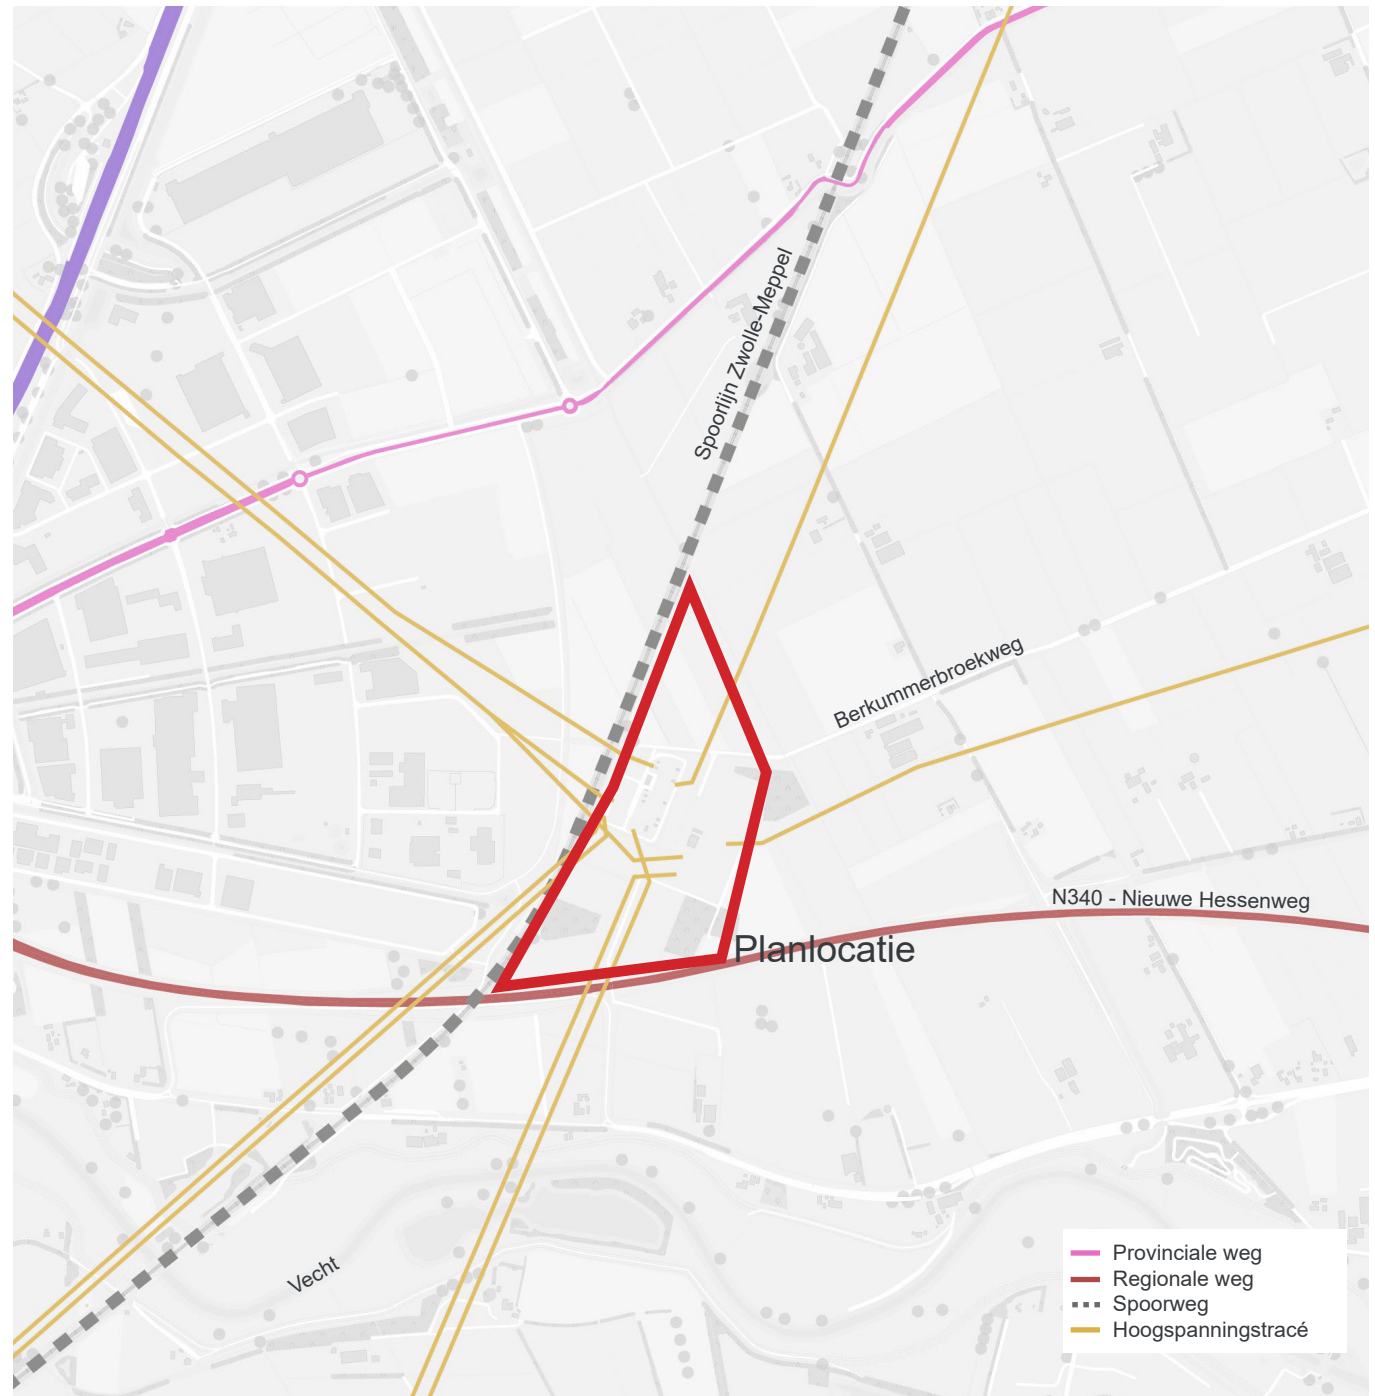 Spoorlijn Zwolle-Meppel
Berkummerbroekweg
N340 - Nieuwe Hessenweg
Planlocatie
Vecht
Provinciale weg
Regionale weg
Spoorweg
Hoogspanningstracé